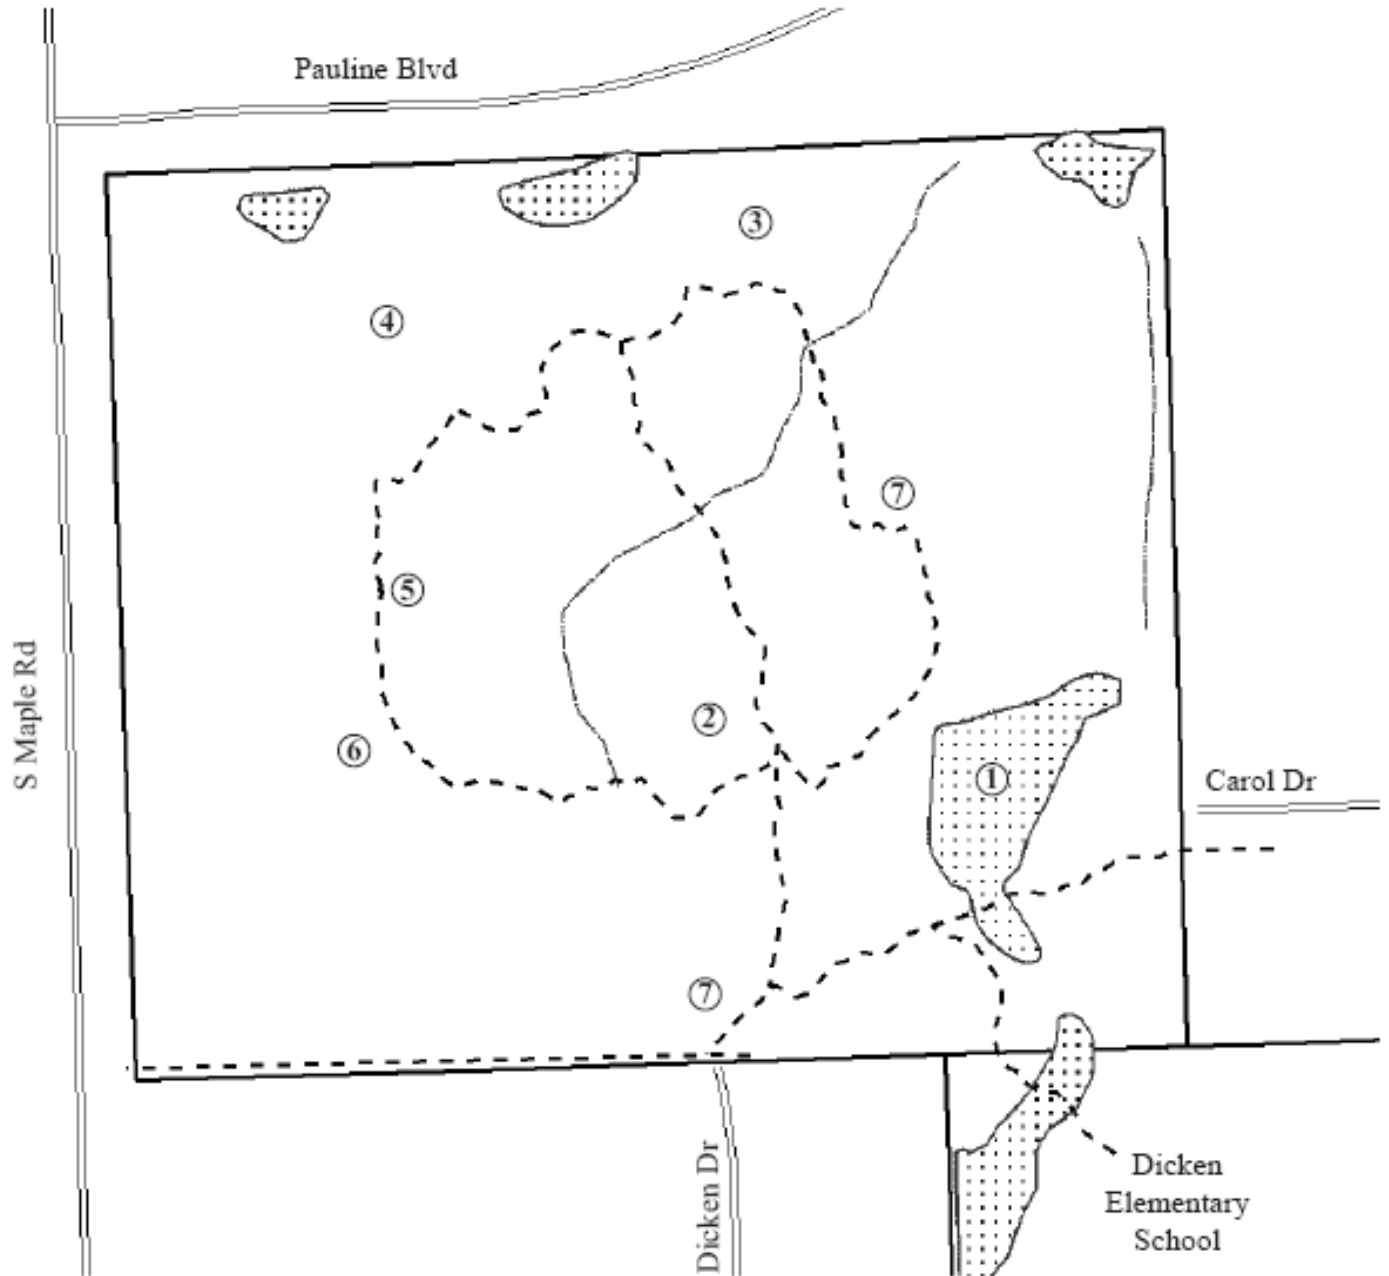 Pauline Blvd
③
④
⑦
⑤
S Maple Rd
②
⑥
①
Carol Dr
⑦
Dicken Dr
Dicken
Elementary
School